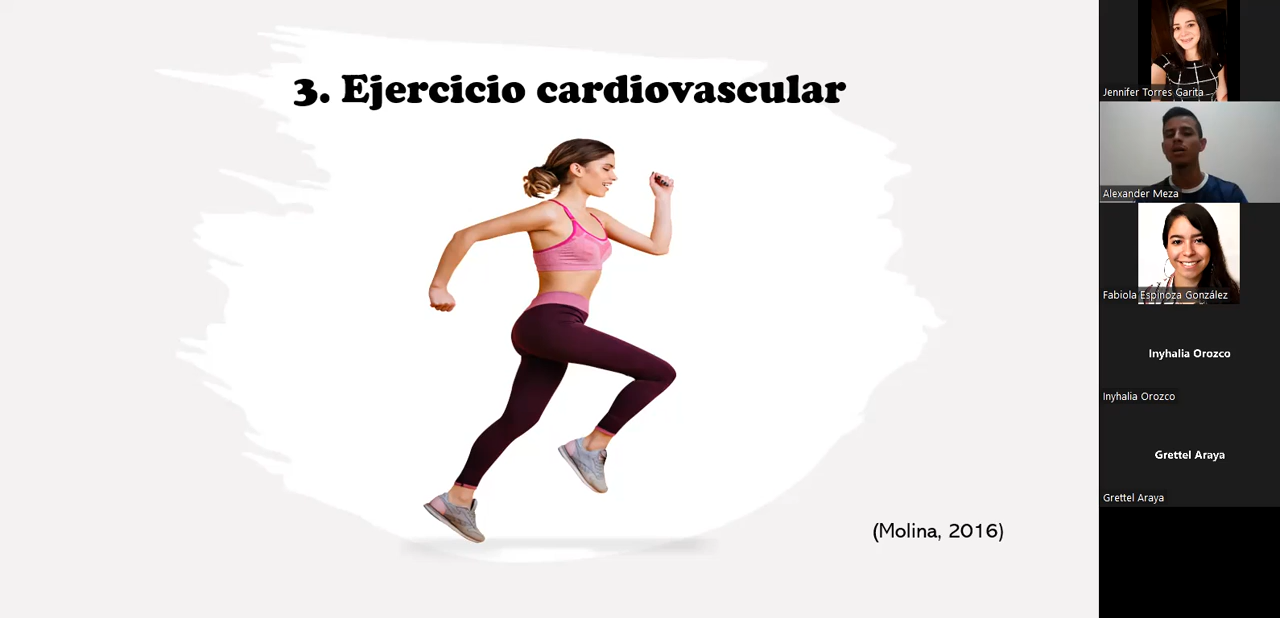 3. Ejercicio cardiovascular
(Molina, 2016)
Jennifer Torres Garita
Alexander Meza
Fabiola Espinoza González
Inyhalia Orozco
Inyhalia Orozco
Grettel Araya
Grettel Araya